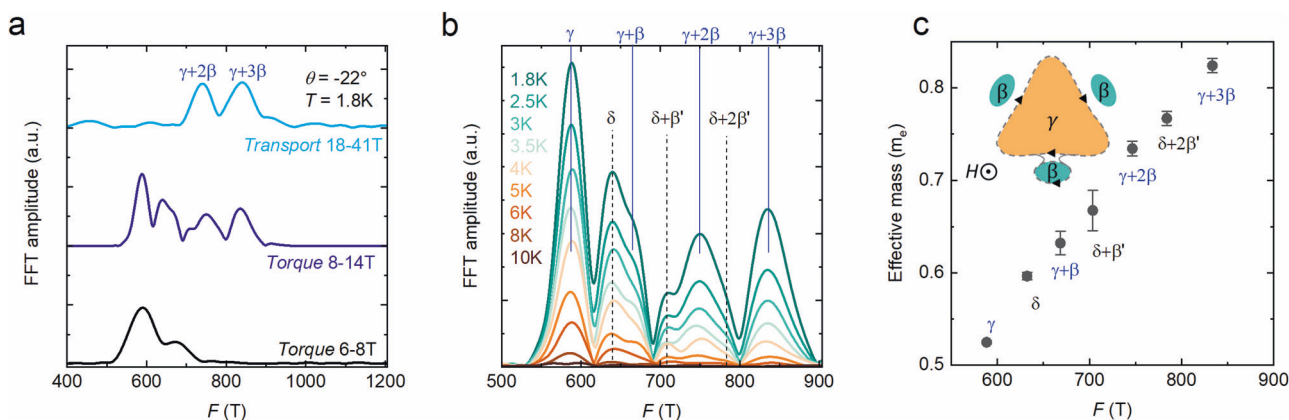 a
γ+2β
γ+3β
θ = -22°
T = 1.8K
Transport 18-41T
Torque 8-14T
Torque 6-8T
FFT amplitude (a.u.)
400 600 800 1000 1200
F (T)
b
γ
γ+β
γ+2β
γ+3β
1.8K
2.5K
3K
3.5K
4K
5K
6K
8K
10K
δ
δ+β'
δ+2β'
FFT amplitude (a.u.)
500 600 700 800 900
F (T)
c
Effective mass (mₑ)
0.8
0.7
0.6
0.5
β
β
γ
β
H
γ+3β
δ+2β'
γ+2β
δ+β'
γ+β
δ
γ
600 700 800 900
F (T)